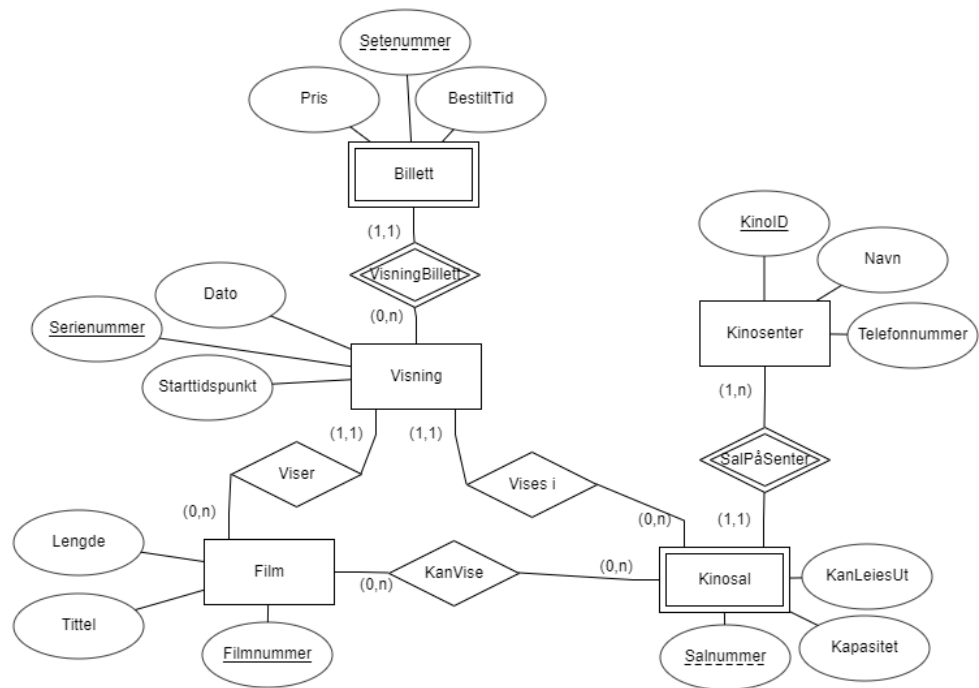 Setenummer
Pris
BestiltTid
Billett
(1,1)
KinoID
VisningBillett
Navn
Dato
(0,n)
Serienummer
Kinosenter
Telefonnummer
Visning
Starttidspunkt
(1,n)
(1,1)
(1,1)
SalPåSenter
Viser
Vises i
(0,n)
(0,n)
(1,1)
Lengde
Film
(0,n)
KanVise
(0,n)
Kinosal
KanLeiesUt
Tittel
Filmnummer
Salnummer
Kapasitet